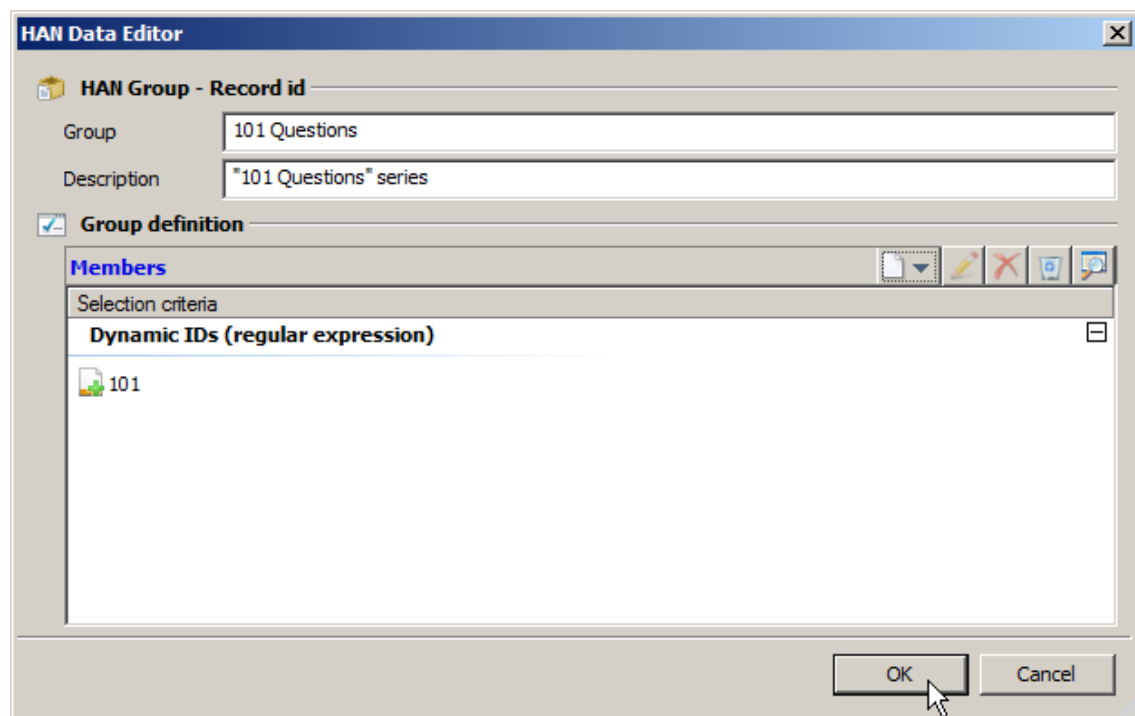 HAN Data Editor
HAN Group - Record id
Group 101 Questions
Description "101 Questions" series
Group definition
Members
Selection criteria
Dynamic IDs (regular expression)
101
OK Cancel